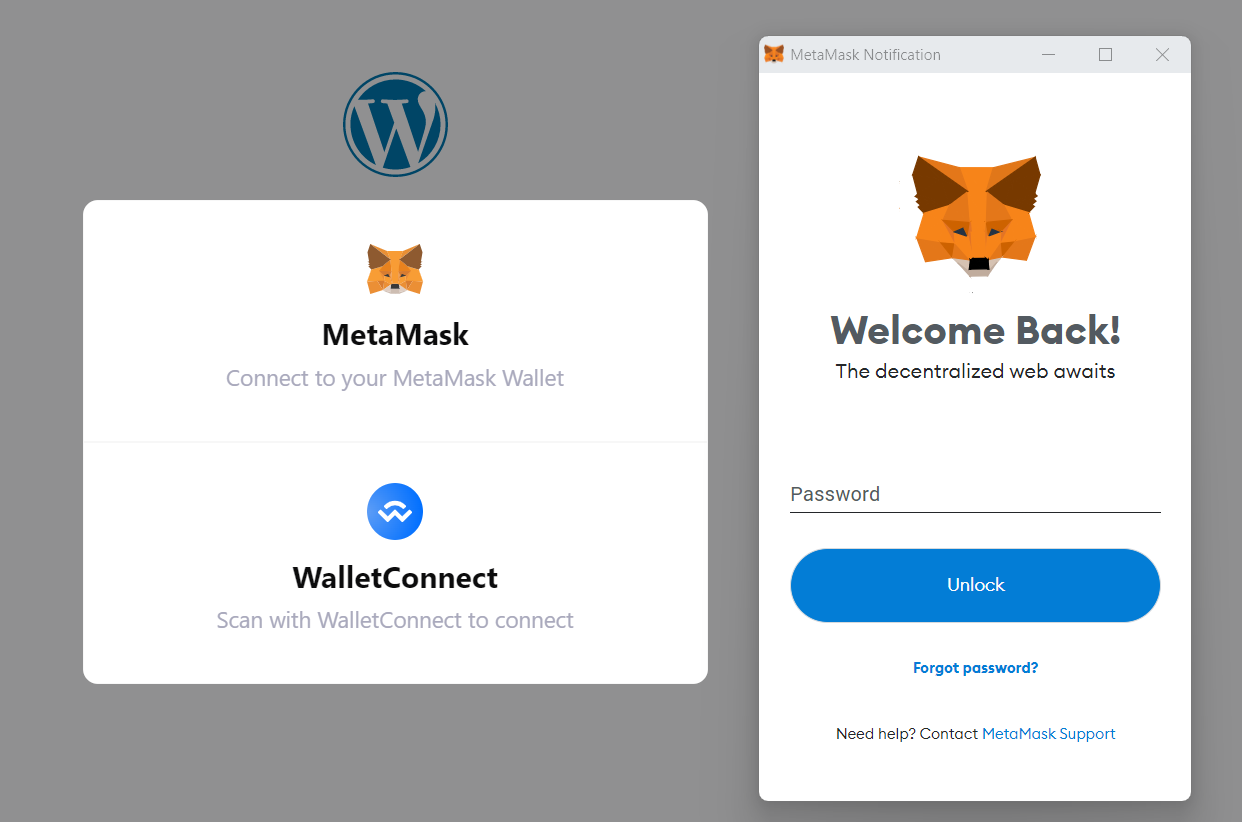 MetaMask
Connect to your MetaMask Wallet
WalletConnect
Scan with WalletConnect to connect
MetaMask Notification
Welcome Back!
The decentralized web awaits
Password
Unlock
Forgot password?
Need help? Contact MetaMask Support